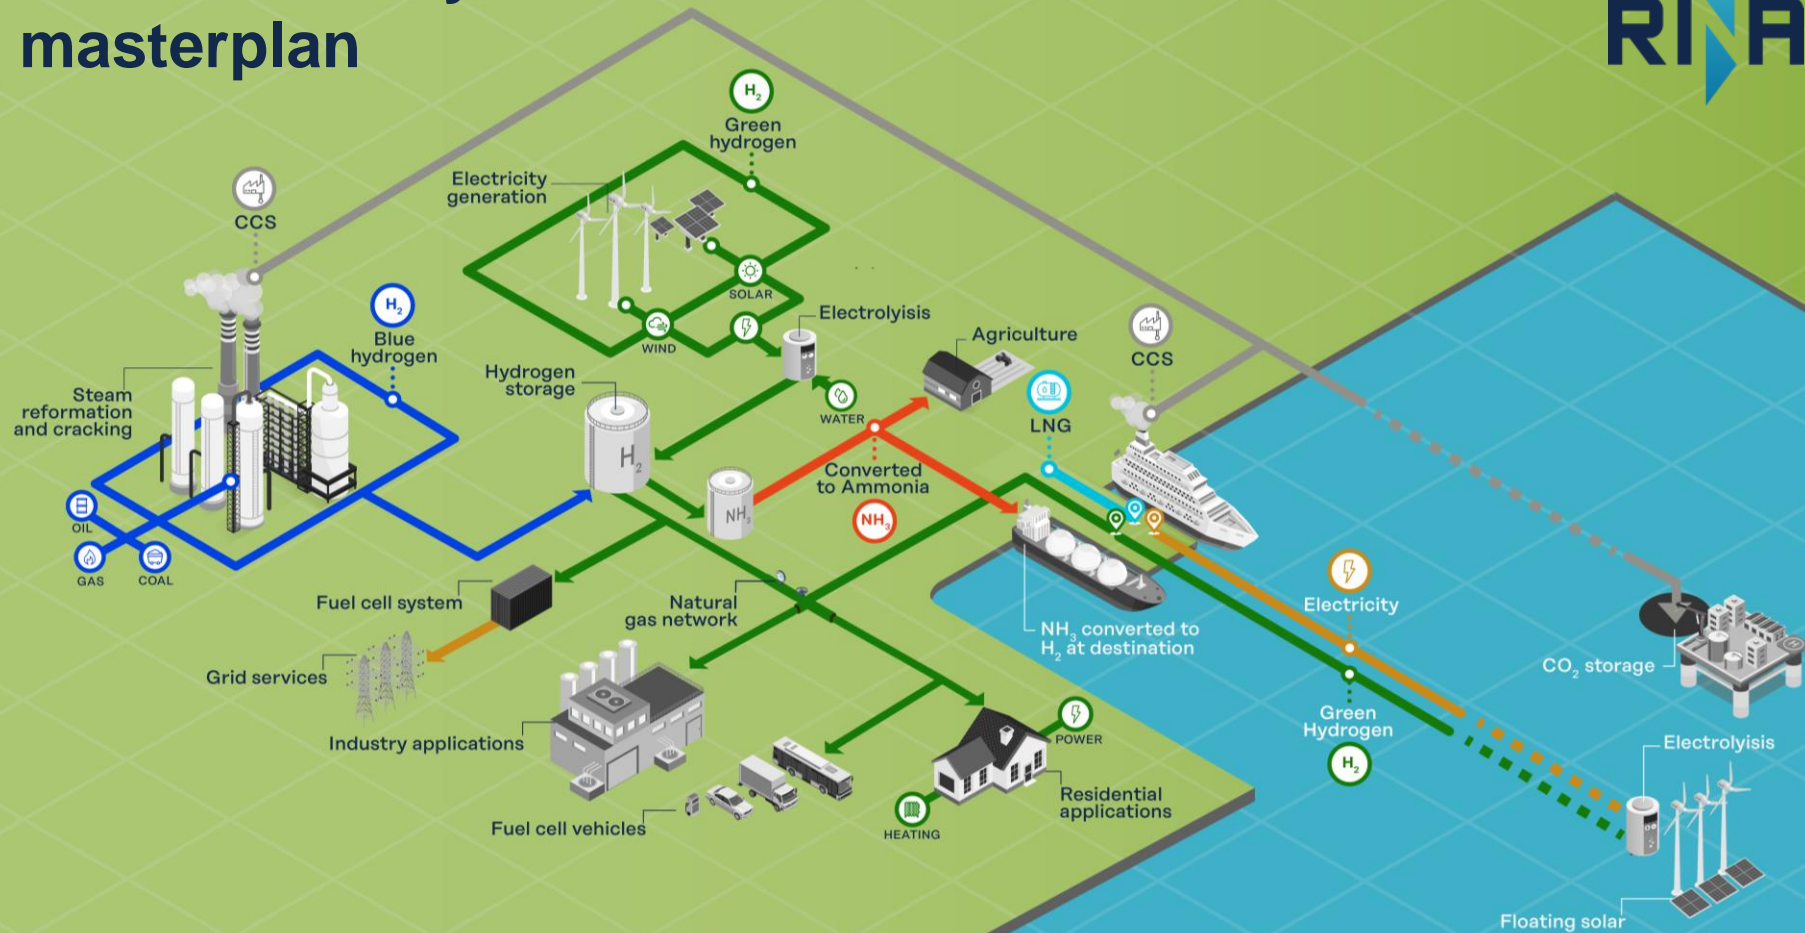 masterplan
RINA
H₂
Green
hydrogen
Electricity
generation
CCS
SOLAR
WIND
H₂
Blue
hydrogen
Electrolyisis
Agriculture
CCS
Steam
reformation
and cracking
Hydrogen
storage
WATER
LNG
H₂
NH₃
Converted
to Ammonia
NH₃
OIL
GAS
COAL
Fuel cell system
Natural
gas network
Electricity
NH₃ converted to
H₂ at destination
CO₂ storage
H
Grid services
Green
Hydrogen
H₂
Industry applications
POWER
Electrolyisis
Residential
applications
HEATING
Fuel cell vehicles
Floating solar